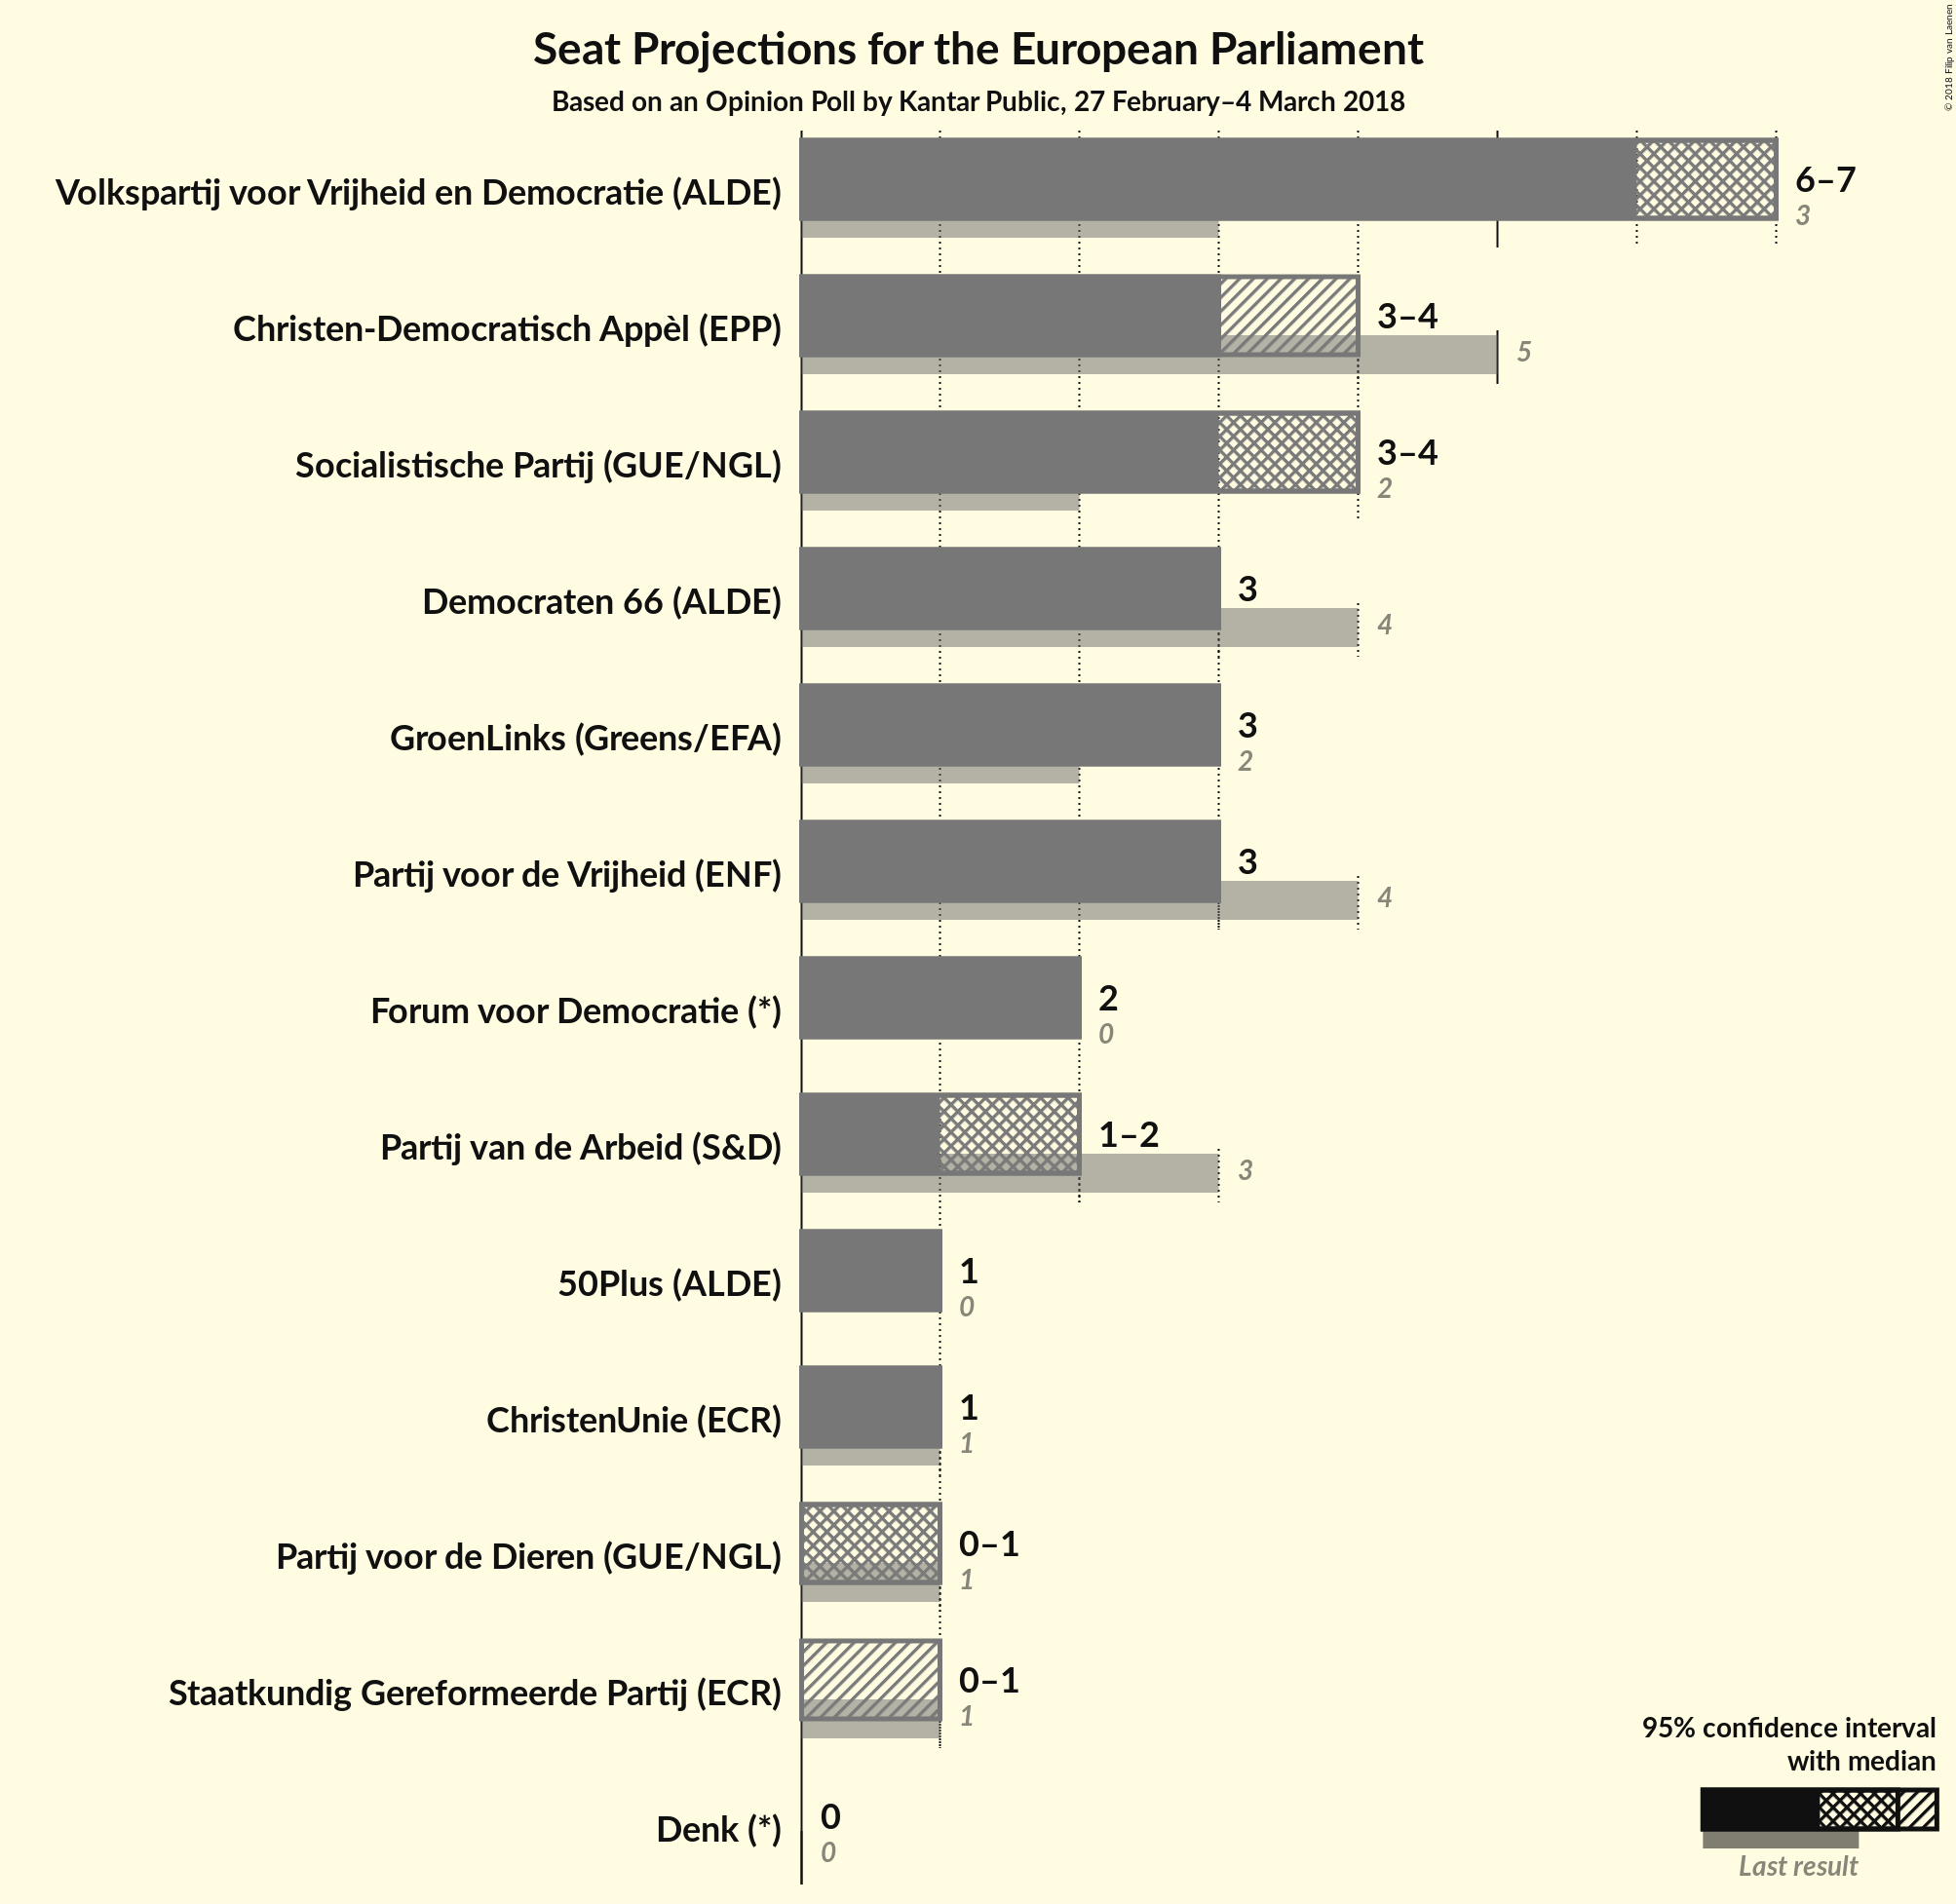 Seat Projections for the European Parliament
Based on an Opinion Poll by Kantar Public, 27 February–4 March 2018
© 2018 Filip van Laenen
Volkspartij voor Vrijheid en Democratie (ALDE)
6–7
3
Christen-Democratisch Appèl (EPP)
3–4
5
Socialistische Partij (GUE/NGL)
3–4
2
Democraten 66 (ALDE)
3
4
GroenLinks (Greens/EFA)
3
2
Partij voor de Vrijheid (ENF)
3
4
Forum voor Democratie (*)
2
0
Partij van de Arbeid (S&D)
1–2
3
50Plus (ALDE)
1
0
ChristenUnie (ECR)
1
1
Partij voor de Dieren (GUE/NGL)
0–1
1
Staatkundig Gereformeerde Partij (ECR)
0–1
1
Denk (*)
0
0
95% confidence interval
with median
Last result